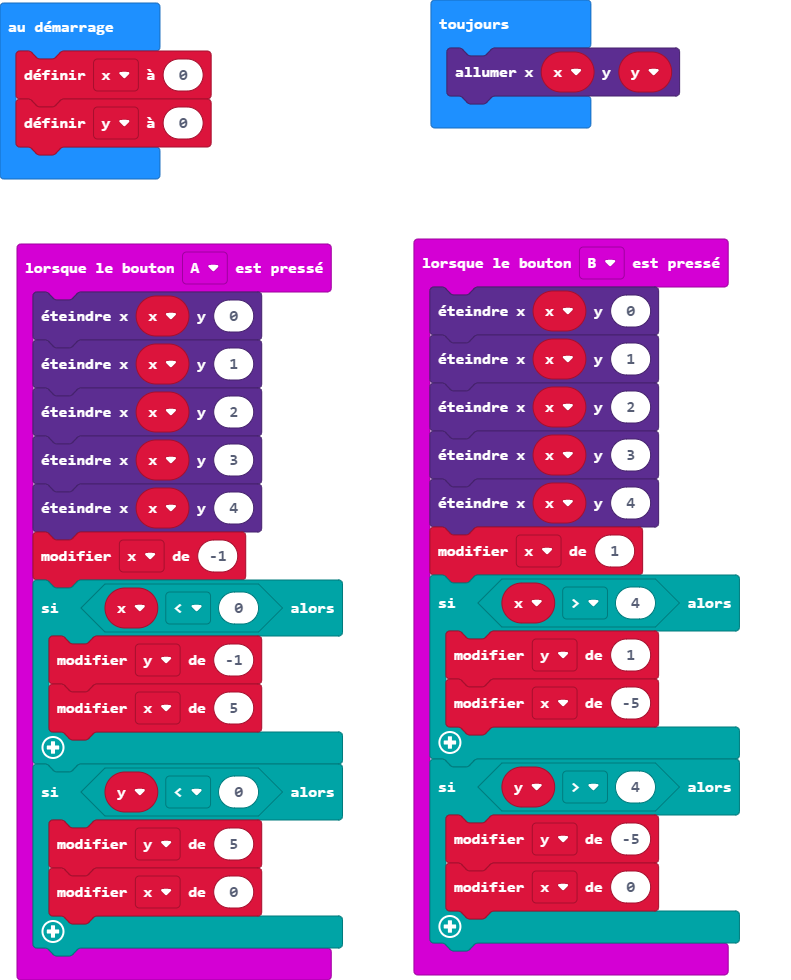 au démarrage
définir x à 0
définir y à 0
toujours
allumer x x y y
lorsque le bouton A est pressé
éteindre x x y 0
éteindre x x y 1
éteindre x x y 2
éteindre x x y 3
éteindre x x y 4
modifier x de -1
si x < 0 alors
modifier y de -1
modifier x de 5
si y < 0 alors
modifier y de 5
modifier x de 0
lorsque le bouton B est pressé
éteindre x x y 0
éteindre x x y 1
éteindre x x y 2
éteindre x x y 3
éteindre x x y 4
modifier x de 1
si x > 4 alors
modifier y de 1
modifier x de -5
si y > 4 alors
modifier y de -5
modifier x de 0